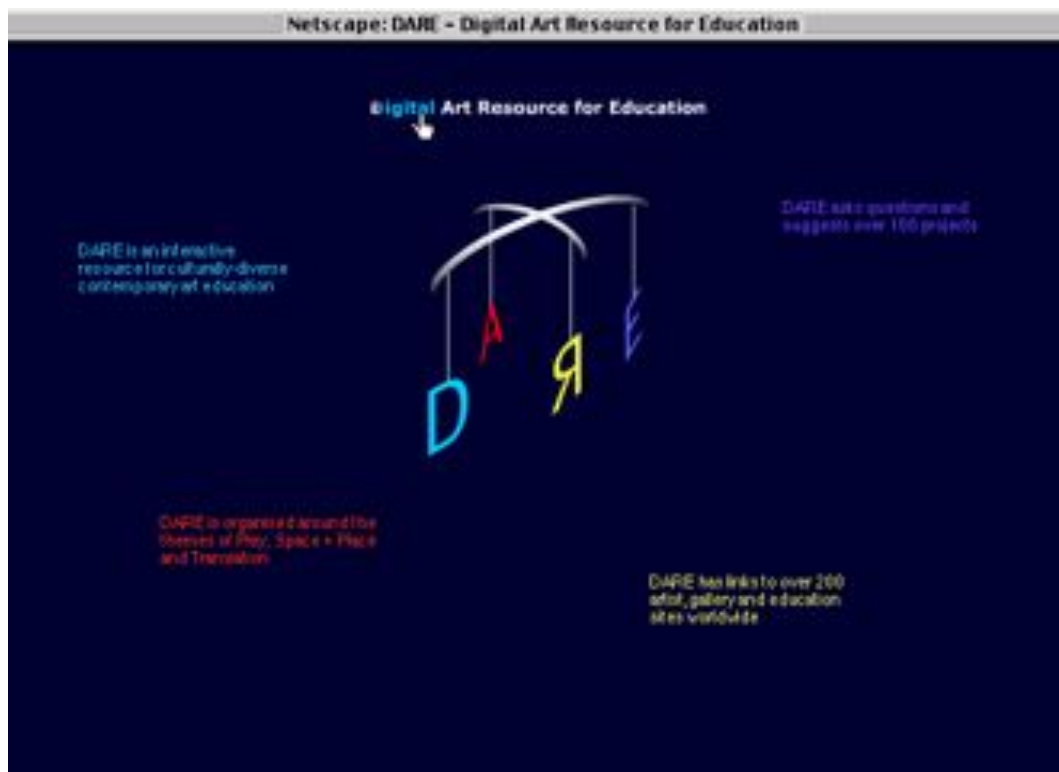 Netscape: DARE - Digital Art Resource for Education
Digital Art Resource for Education
DARE asks questions and
suggests over 100 projects
DARE is an interactive
resource for culturally-diverse
contemporary art education
D A R E
DARE is organised around the
themes of Play, Space + Place
and Translation
DARE has links to over 200
artist, gallery and education
sites worldwide